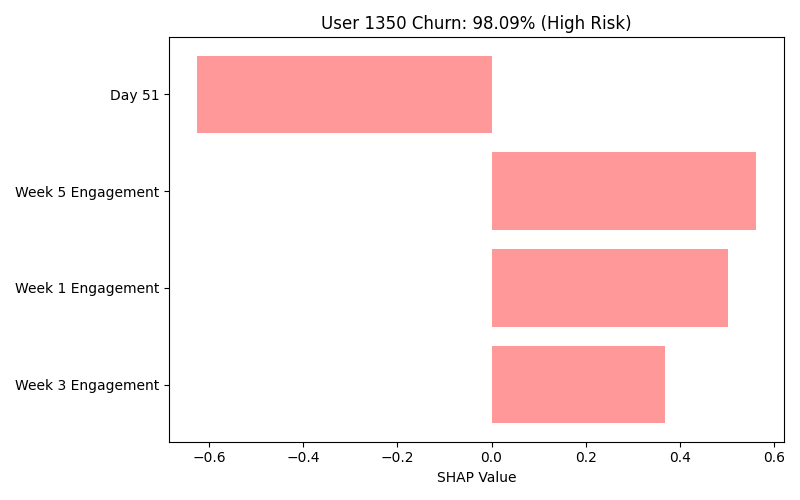 User 1350 Churn: 98.09% (High Risk)
Day 51
Week 5 Engagement
Week 1 Engagement
Week 3 Engagement
−0.6 −0.4 −0.2 0.0 0.2 0.4 0.6
SHAP Value